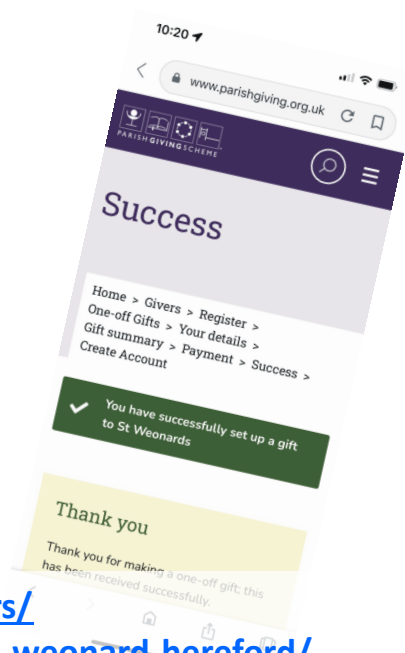 10:20
www.parishgiving.org.uk
PARISH GIVING SCHEME
Success
Home > Givers > Register >
One-off Gifts > Your details >
Gift summary > Payment > Success >
Create Account
You have successfully set up a gift
to St Weonards
Thank you
Thank you for making a one-off gift; this
has been received successfully.
rs/
weonard-hereford/